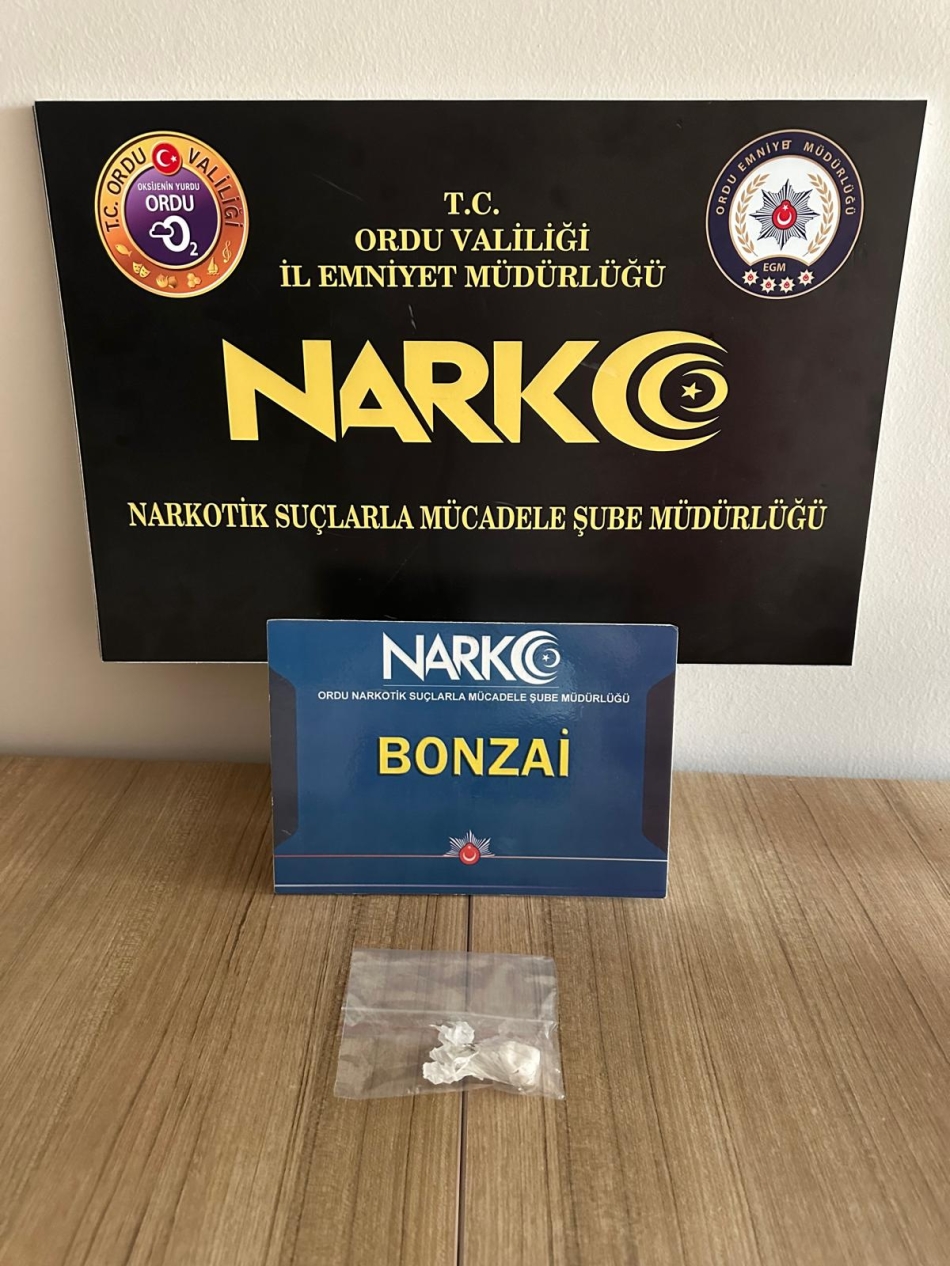 T.C. ORDU VALİLİĞİ
OKSİJENİN YURDU
ORDU
O2
T.C.
ORDU VALİLİĞİ
İL EMNİYET MÜDÜRLÜĞÜ
ORDU EMNİYET MÜDÜRLÜĞÜ
EGM
NARKO
NARKOTİK SUÇLARLA MÜCADELE ŞUBE MÜDÜRLÜĞÜ
NARKO
ORDU NARKOTİK SUÇLARLA MÜCADELE ŞUBE MÜDÜRLÜĞÜ
BONZAİ